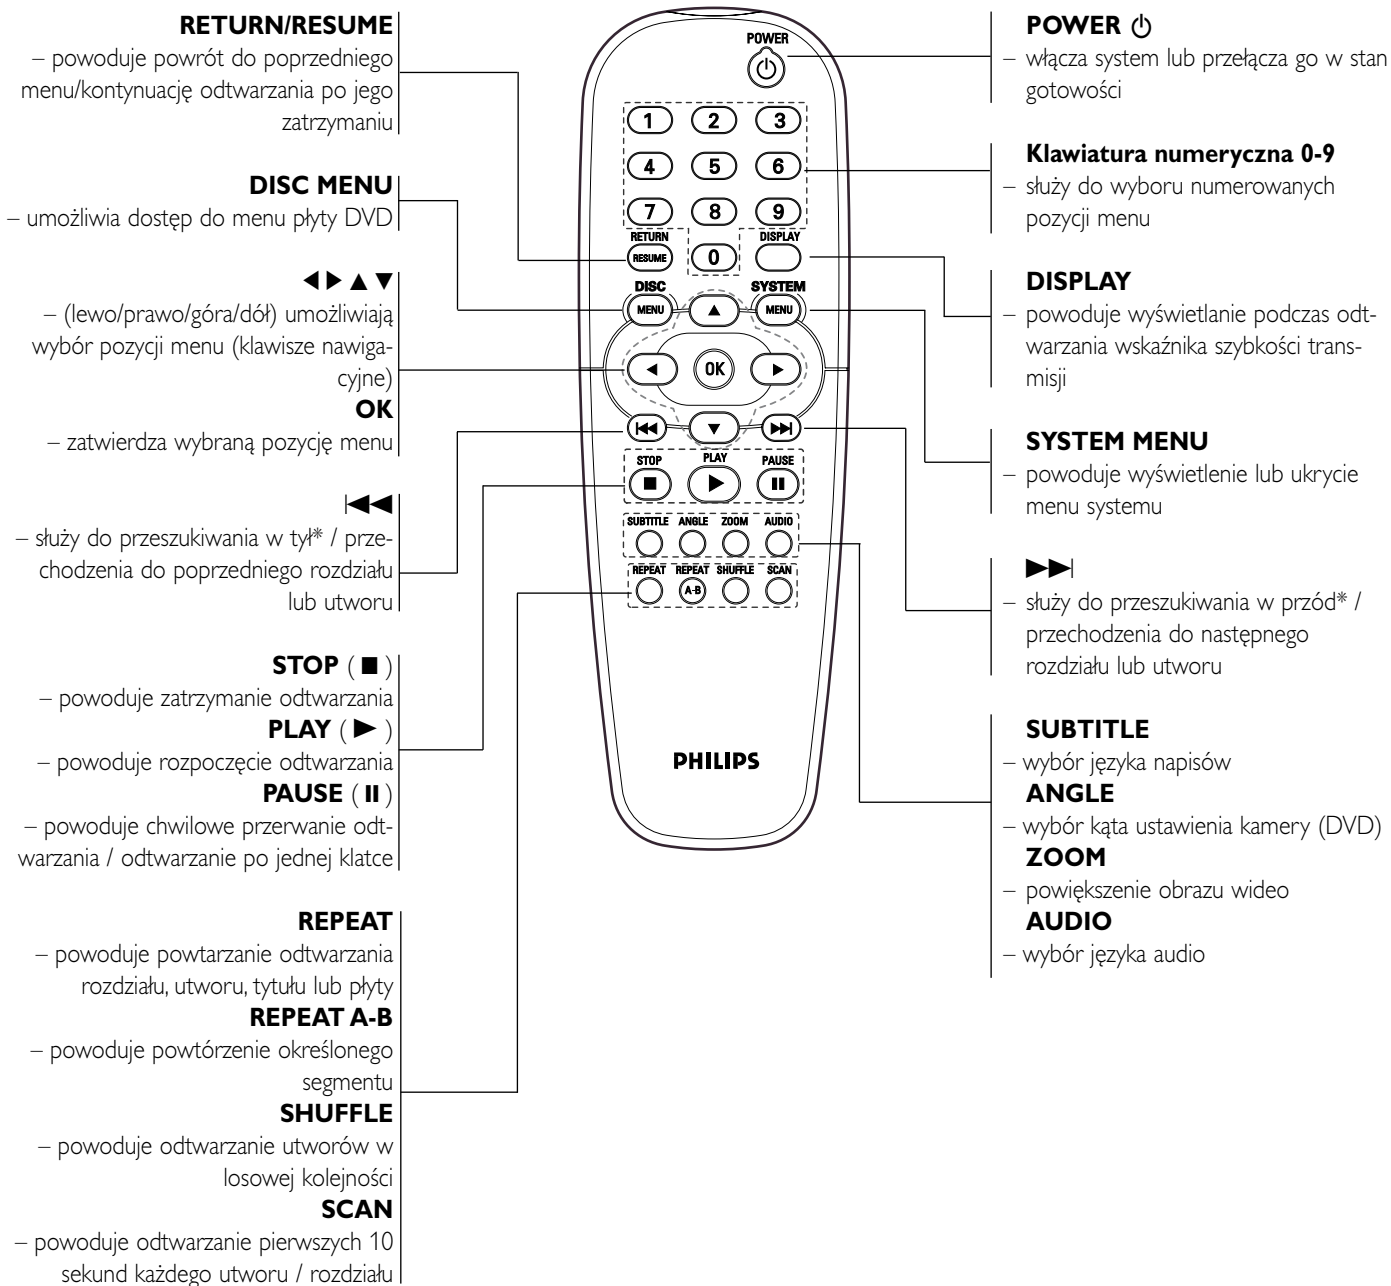 RETURN/RESUME
– powoduje powrót do poprzedniego
menu/kontynuację odtwarzania po jego
zatrzymaniu
DISC MENU
– umożliwia dostęp do menu płyty DVD
◀ ▶ ▲ ▼
– (lewo/prawo/góra/dół) umożliwiają
wybór pozycji menu (klawisze nawiga-
cyjne)
OK
– zatwierdza wybraną pozycję menu
|◀◀
– służy do przeszukiwania w tył* / prze-
chodzenia do poprzedniego rozdziału
lub utworu
STOP ( ■ )
– powoduje zatrzymanie odtwarzania
PLAY ( ▶ )
– powoduje rozpoczęcie odtwarzania
PAUSE ( II )
– powoduje chwilowe przerwanie odt-
warzania / odtwarzanie po jednej klatce
REPEAT
– powoduje powtarzanie odtwarzania
rozdziału, utworu, tytułu lub płyty
REPEAT A-B
– powoduje powtórzenie określonego
segmentu
SHUFFLE
– powoduje odtwarzanie utworów w
losowej kolejności
SCAN
– powoduje odtwarzanie pierwszych 10
sekund każdego utworu / rozdziału
POWER
1 2 3
4 5 6
7 8 9
RETURN DISPLAY
RESUME 0
DISC SYSTEM
MENU ▲ MENU
◀ OK ▶
|◀◀ ▼ ▶▶|
STOP PLAY PAUSE
■ ▶ II
SUBTITLE ANGLE ZOOM AUDIO
REPEAT REPEAT SHUFFLE SCAN
A-B
PHILIPS
POWER ⏻
– włącza system lub przełącza go w stan
gotowości
Klawiatura numeryczna 0-9
– służy do wyboru numerowanych
pozycji menu
DISPLAY
– powoduje wyświetlanie podczas odt-
warzania wskaźnika szybkości trans-
misji
SYSTEM MENU
– powoduje wyświetlenie lub ukrycie
menu systemu
▶▶|
– służy do przeszukiwania w przód* /
przechodzenia do następnego
rozdziału lub utworu
SUBTITLE
– wybór języka napisów
ANGLE
– wybór kąta ustawienia kamery (DVD)
ZOOM
– powiększenie obrazu wideo
AUDIO
– wybór języka audio